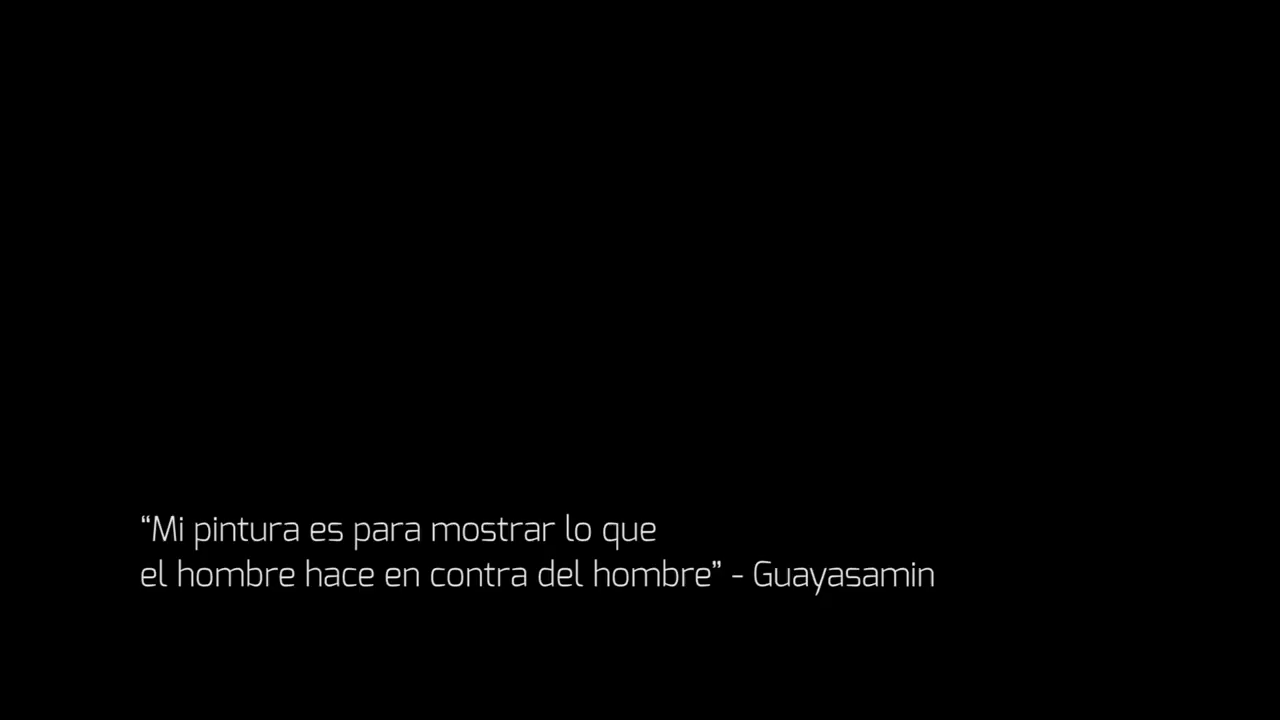 “Mi pintura es para mostrar lo que
el hombre hace en contra del hombre” - Guayasamin